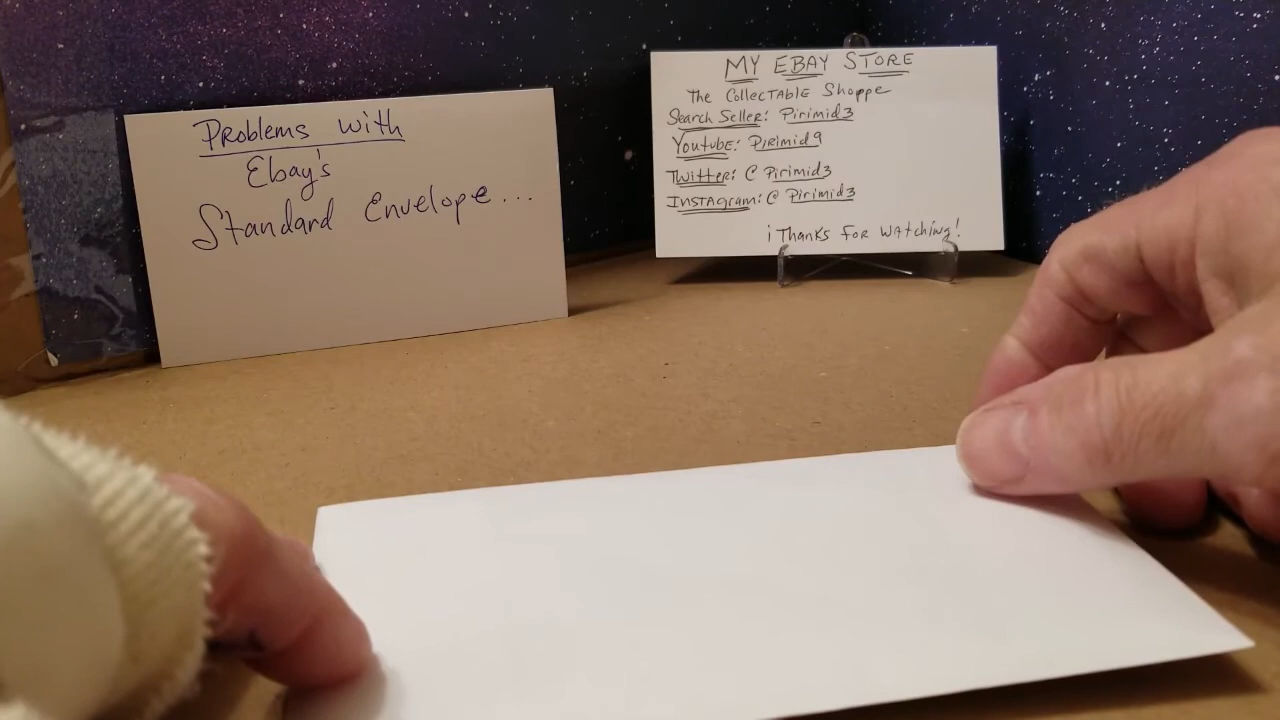 Problems with
Ebay's
Standard Envelope...
MY EBAY STORE
The CollecTABLE Shoppe
Search Seller: Pirimid3
Youtube: Pirimid9
Twitter: @ Pirimid3
INSTAgram: @ Pirimid3
¡Thanks For WATching!